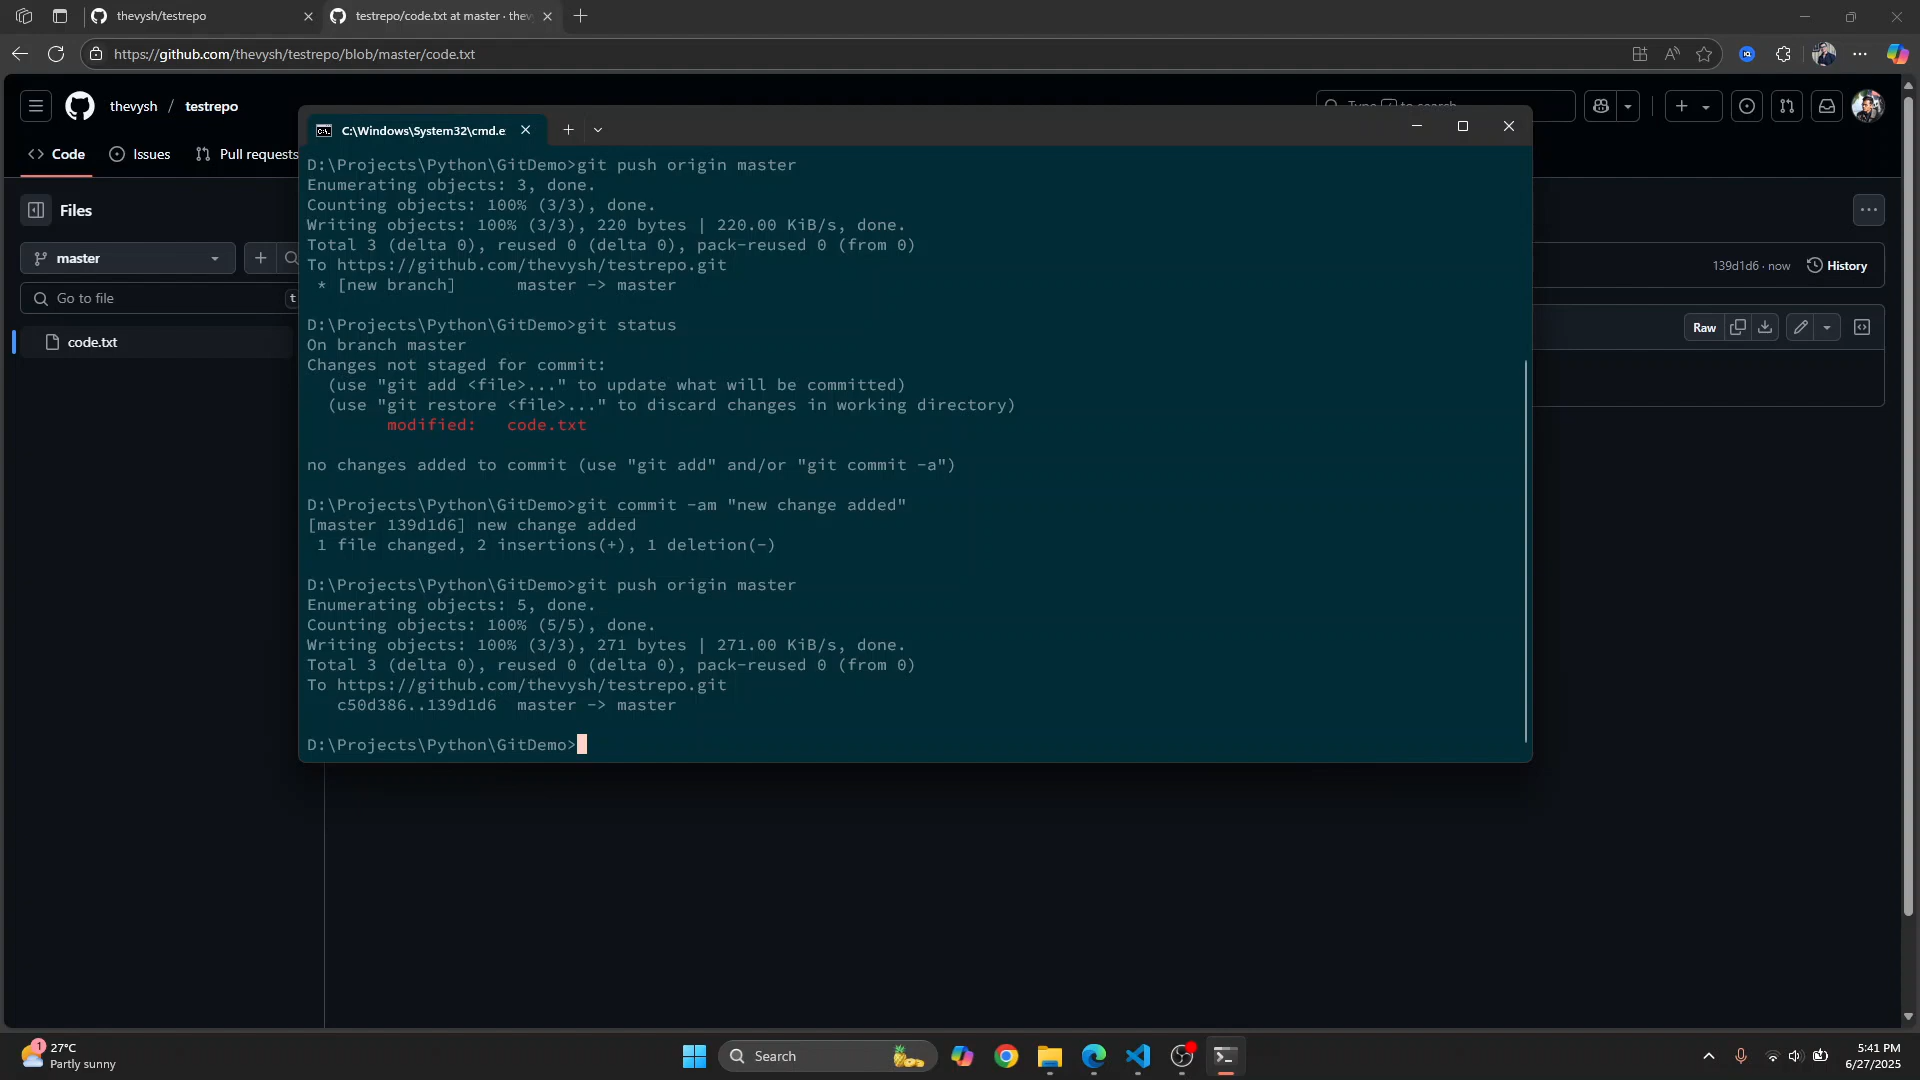 thevysh/testrepo
testrepo/code.txt at master · thevy
https://github.com/thevysh/testrepo/blob/master/code.txt
thevysh / testrepo
Type / to search
Code
Issues
Pull requests
Files
master
Go to file
t
code.txt
139d1d6 · now
History
Raw
C:\Windows\System32\cmd.e
D:\Projects\Python\GitDemo>git push origin master
Enumerating objects: 3, done.
Counting objects: 100% (3/3), done.
Writing objects: 100% (3/3), 220 bytes | 220.00 KiB/s, done.
Total 3 (delta 0), reused 0 (delta 0), pack-reused 0 (from 0)
To https://github.com/thevysh/testrepo.git
* [new branch]      master -> master
D:\Projects\Python\GitDemo>git status
On branch master
Changes not staged for commit:
(use "git add <file>..." to update what will be committed)
(use "git restore <file>..." to discard changes in working directory)
modified:   code.txt
no changes added to commit (use "git add" and/or "git commit -a")
D:\Projects\Python\GitDemo>git commit -am "new change added"
[master 139d1d6] new change added
1 file changed, 2 insertions(+), 1 deletion(-)
D:\Projects\Python\GitDemo>git push origin master
Enumerating objects: 5, done.
Counting objects: 100% (5/5), done.
Writing objects: 100% (3/3), 271 bytes | 271.00 KiB/s, done.
Total 3 (delta 0), reused 0 (delta 0), pack-reused 0 (from 0)
To https://github.com/thevysh/testrepo.git
c50d386..139d1d6  master -> master
D:\Projects\Python\GitDemo>
1
27°C
Partly sunny
Search
5:41 PM
6/27/2025